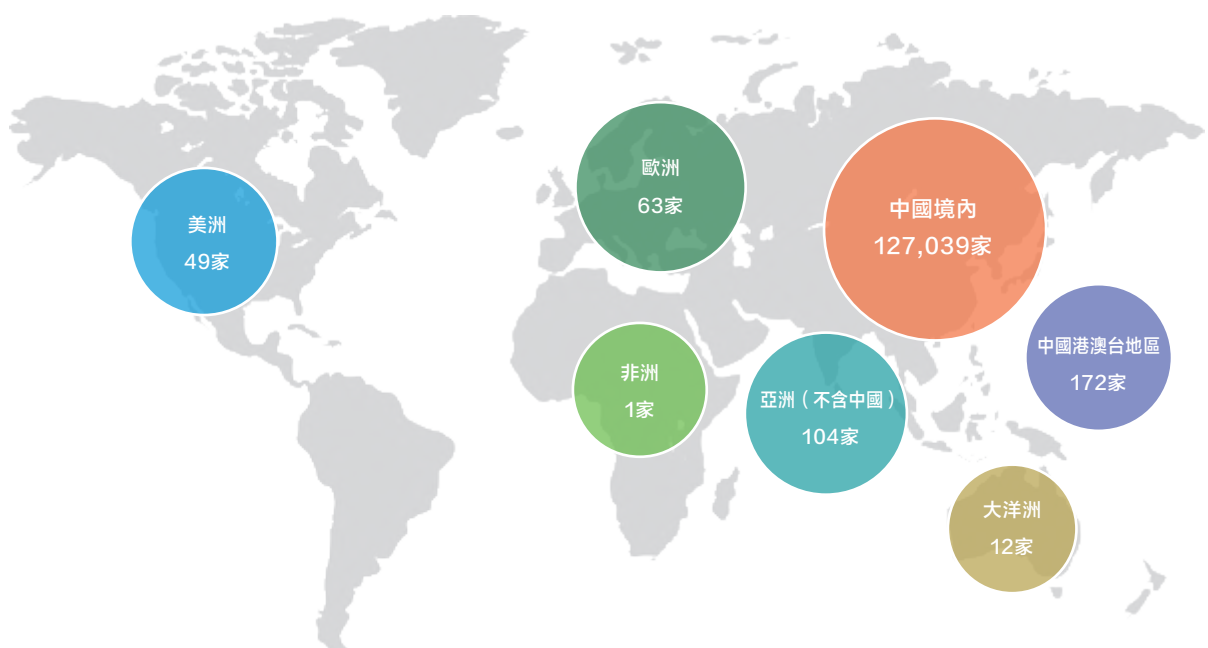 歐洲
63家
中國境內
127,039家
美洲
49家
中國港澳台地區
172家
非洲
1家
亞洲（不含中國）
104家
大洋洲
12家